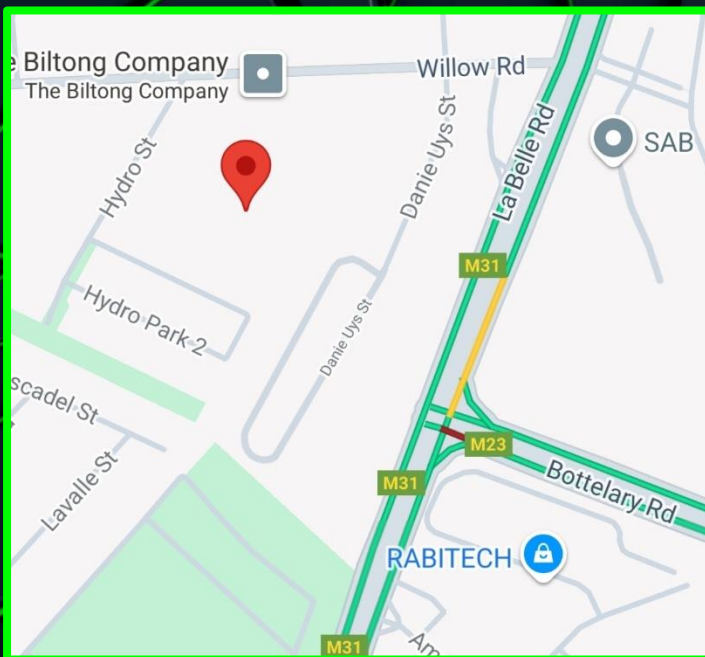 e Biltong Company
The Biltong Company
Willow Rd
La Belle Rd
SAB
Hydro St
Danie Uys St
M31
Hydro Park 2
Danie Uys St
scadel St
M23
Lavalle St
M31
Bottelary Rd
RABITECH
Am
M31